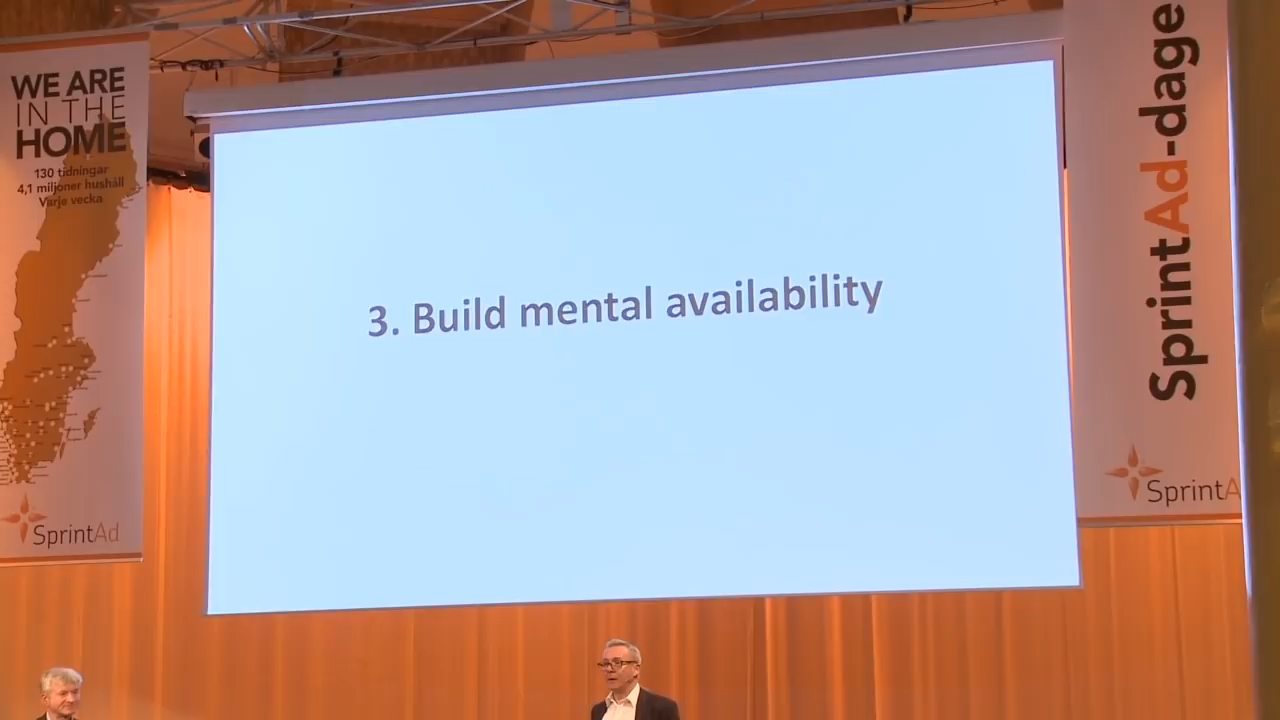 WE ARE
IN THE
HOME
130 tidningar
4,1 miljoner hushåll
Varje vecka
SprintAd
3. Build mental availability
SprintAd-dage
SprintA